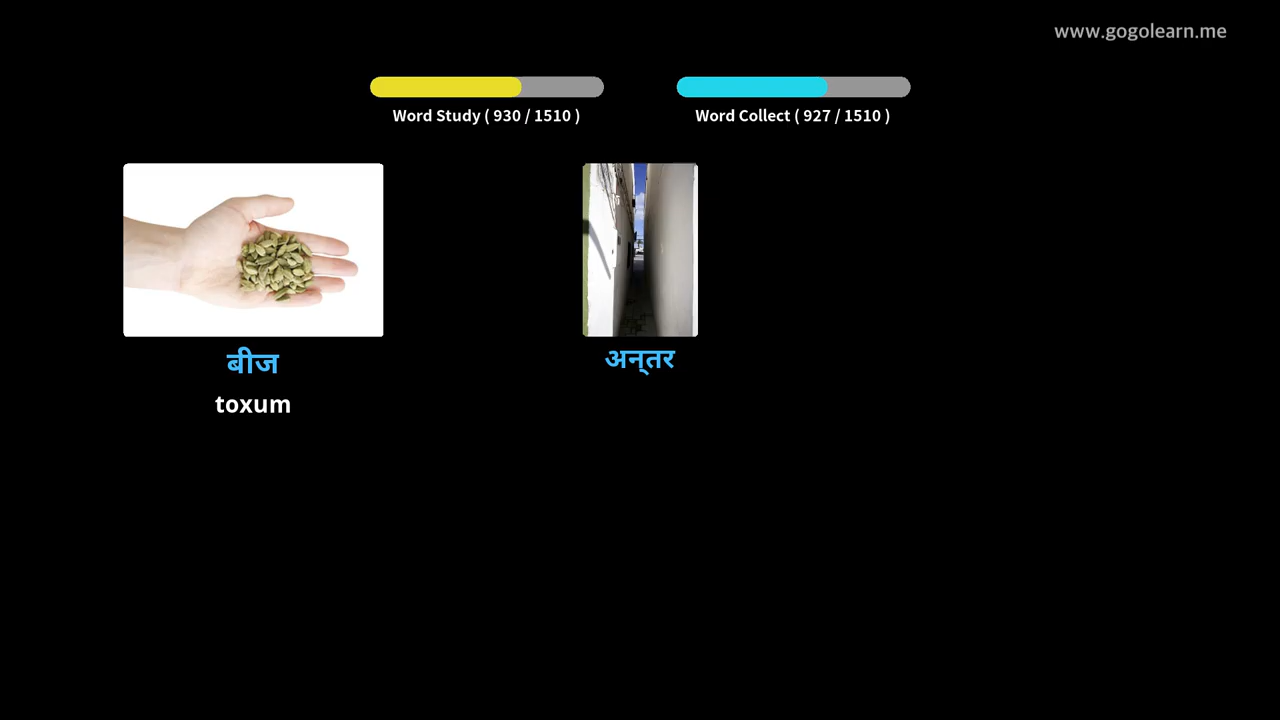 www.gogolearn.me
Word Study ( 930 / 1510 )
Word Collect ( 927 / 1510 )
बीज
अन्‌तर
toxum